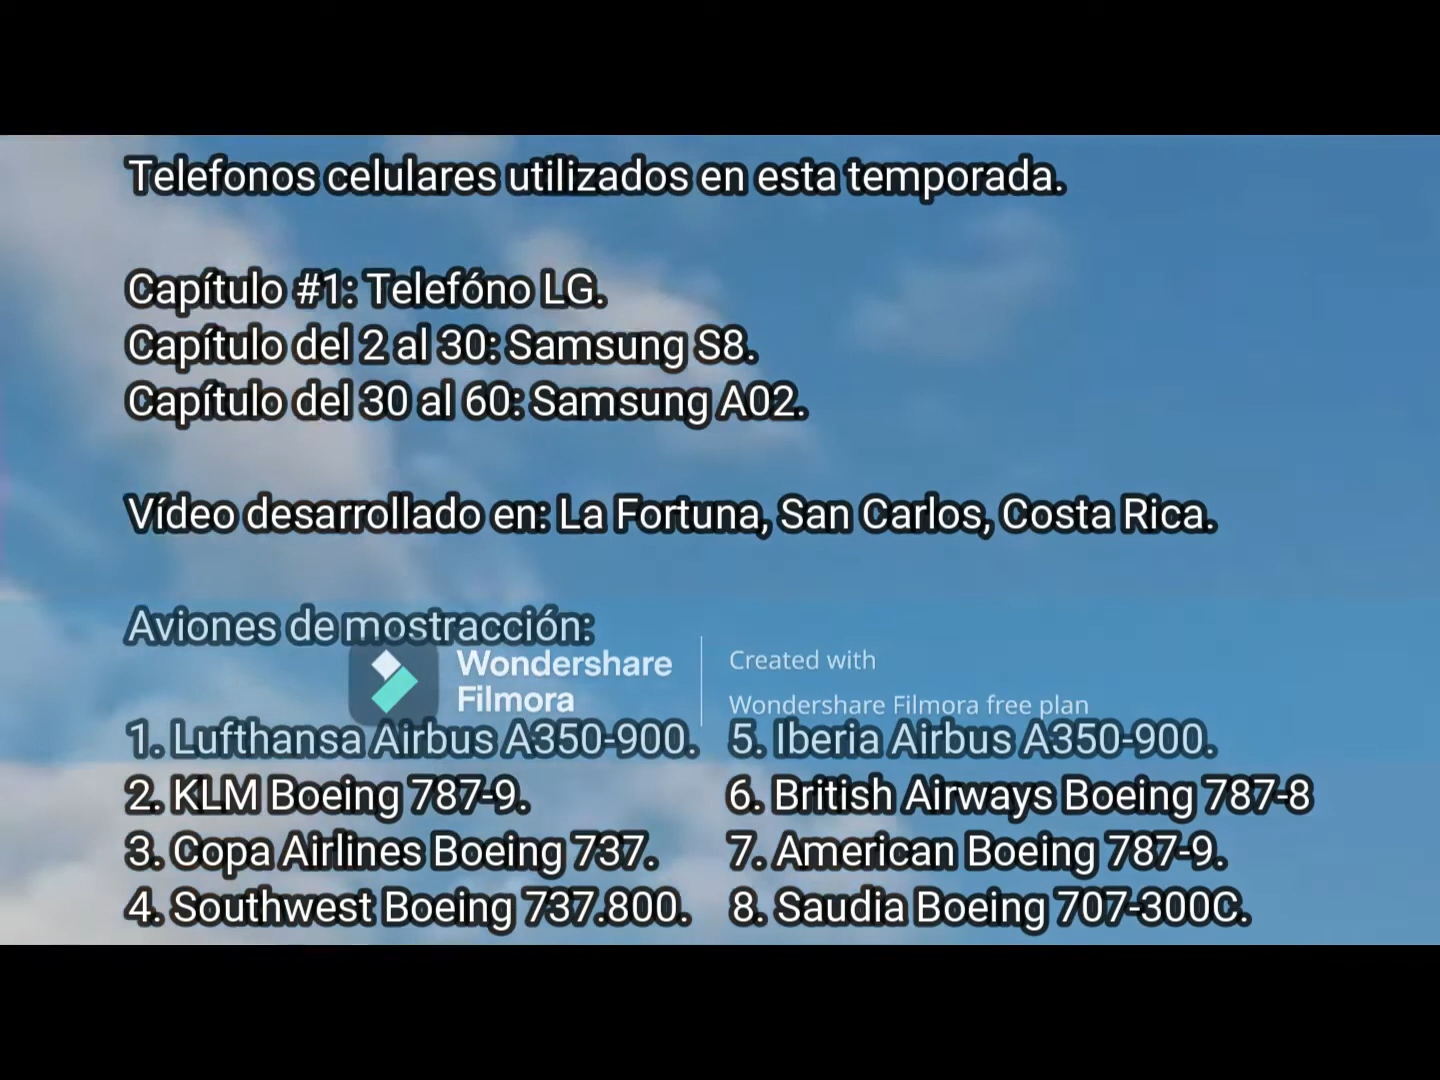 Telefonos celulares utilizados en esta temporada.
Capítulo #1: Telefóno LG.
Capítulo del 2 al 30: Samsung S8.
Capítulo del 30 al 60: Samsung A02.
Vídeo desarrollado en: La Fortuna, San Carlos, Costa Rica.
Aviones de mostracción:
Wondershare
Filmora
Created with
Wondershare Filmora free plan
1. Lufthansa Airbus A350-900.
2. KLM Boeing 787-9.
3. Copa Airlines Boeing 737.
4. Southwest Boeing 737.800.
5. Iberia Airbus A350-900.
6. British Airways Boeing 787-8
7. American Boeing 787-9.
8. Saudia Boeing 707-300C.